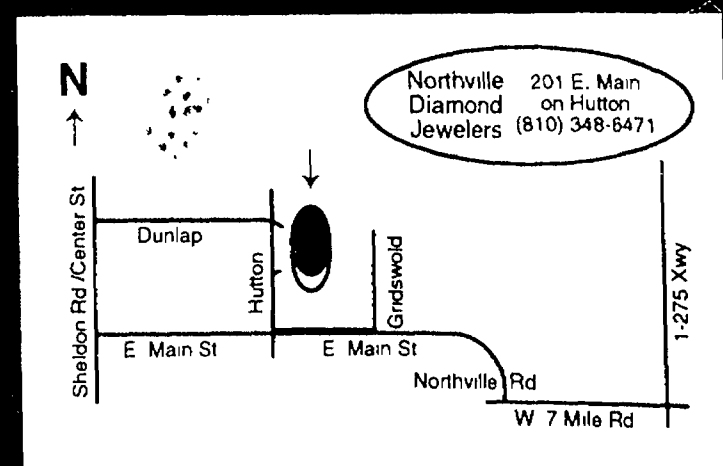 N
Northville
Diamond
Jewelers
201 E. Main
on Hutton
(810) 348-6471
Sheldon Rd /Center St
Dunlap
Hutton
Gridswold
1-275 Xwy
E Main St
E Main St
Northville Rd
W 7 Mile Rd